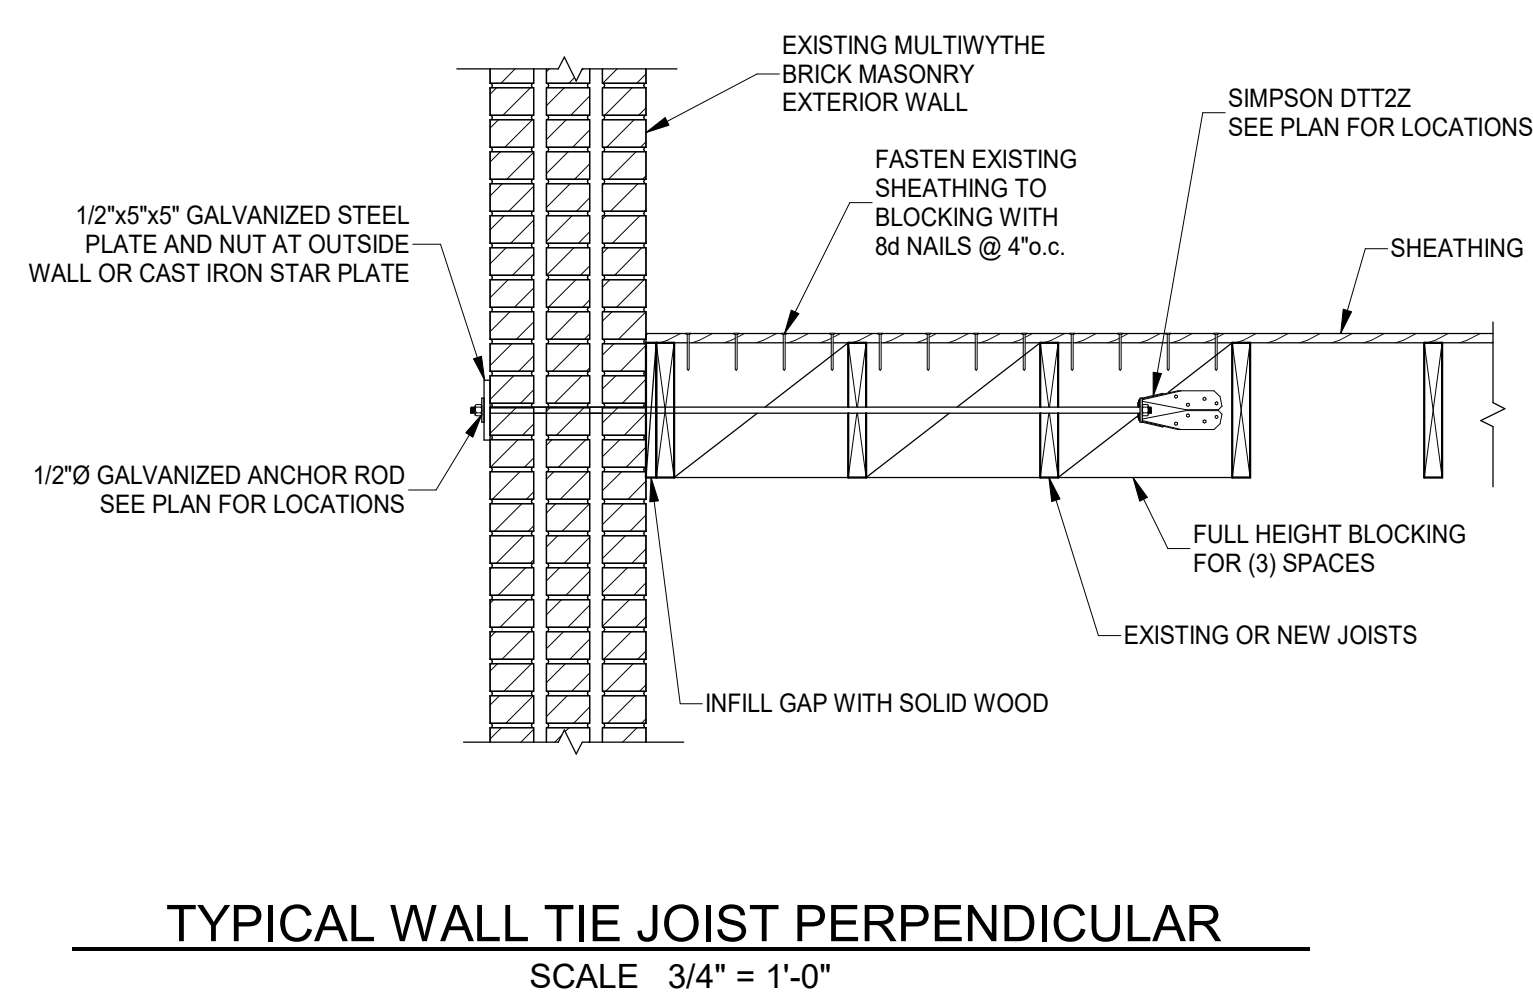 EXISTING MULTIWYTHE
BRICK MASONRY
EXTERIOR WALL
SIMPSON DTT2Z
SEE PLAN FOR LOCATIONS
FASTEN EXISTING
SHEATHING TO
BLOCKING WITH
8d NAILS @ 4"o.c.
1/2"x5"x5" GALVANIZED STEEL
PLATE AND NUT AT OUTSIDE
WALL OR CAST IRON STAR PLATE
SHEATHING
1/2"Ø GALVANIZED ANCHOR ROD
SEE PLAN FOR LOCATIONS
FULL HEIGHT BLOCKING
FOR (3) SPACES
EXISTING OR NEW JOISTS
INFILL GAP WITH SOLID WOOD
TYPICAL WALL TIE JOIST PERPENDICULAR
SCALE 3/4" = 1'-0"